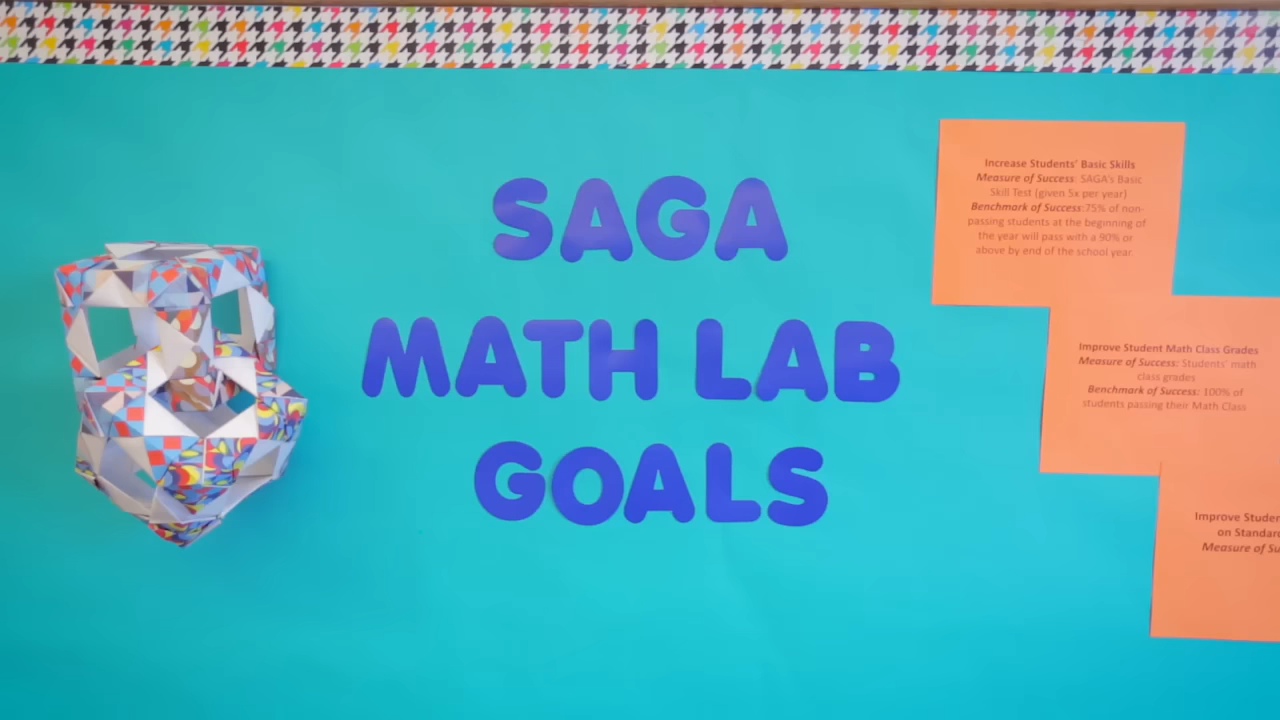 SAGA
MATH LAB
GOALS
Increase Students' Basic Skills
Measure of Success: SAGA's Basic
Skill Test (given 5x per year)
Benchmark of Success:75% of non-
passing students at the beginning of
the year will pass with a 90% or
above by end of the school year.
Improve Student Math Class Grades
Measure of Success: Students' math
class grades
Benchmark of Success: 100% of
students passing their Math Class
Improve
on
Measure of